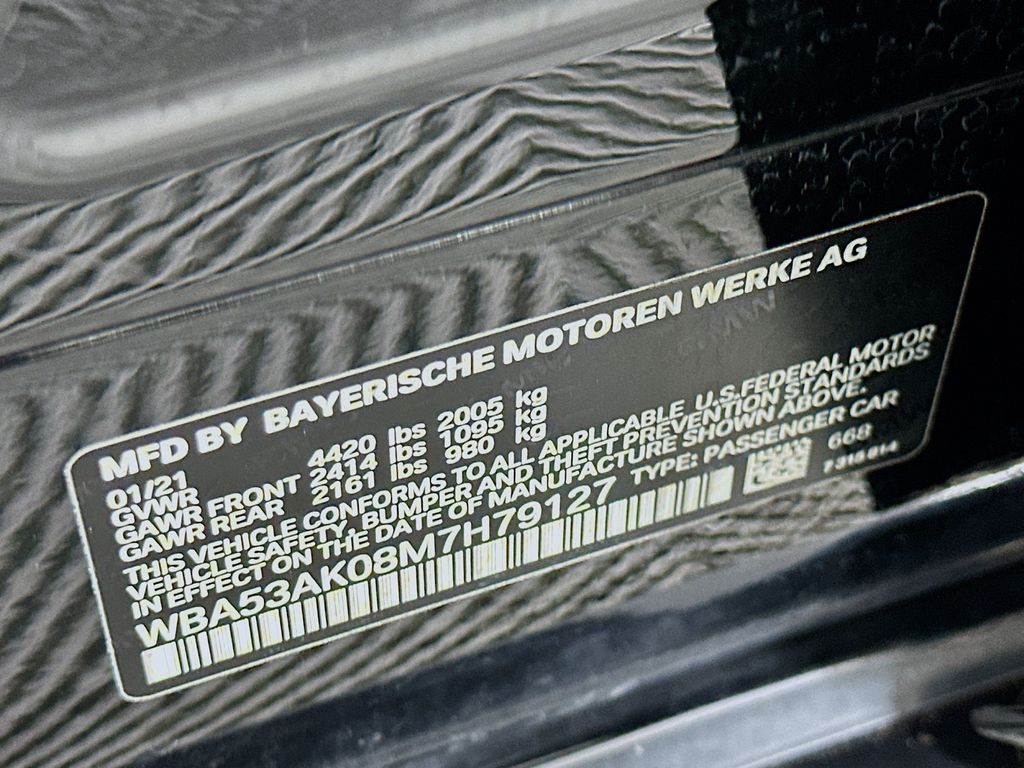 MFD BY BAYERISCHE MOTOREN WERKE AG
01/21
GVWR 4420 lbs 2005 kg
GAWR FRONT 2414 lbs 1095 kg
GAWR REAR 2161 lbs 980 kg
THIS VEHICLE CONFORMS TO ALL APPLICABLE U.S.FEDERAL MOTOR
VEHICLE SAFETY, BUMPER AND THEFT PREVENTION STANDARDS
IN EFFECT ON THE DATE OF MANUFACTURE SHOWN ABOVE.
WBA53AK08M7H79127 TYPE: PASSENGER CAR
668